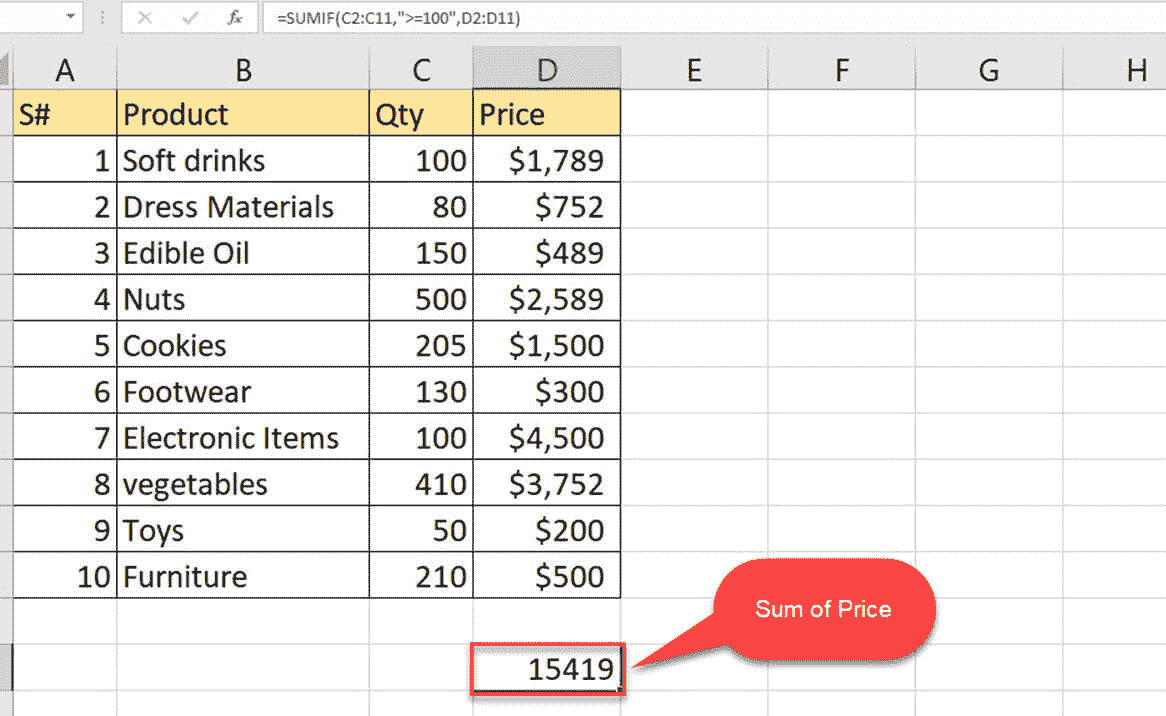 fx =SUMIF(C2:C11,">=100",D2:D11)
A B C D E F G H
S# Product Qty Price
1 Soft drinks 100 $1,789
2 Dress Materials 80 $752
3 Edible Oil 150 $489
4 Nuts 500 $2,589
5 Cookies 205 $1,500
6 Footwear 130 $300
7 Electronic Items 100 $4,500
8 vegetables 410 $3,752
9 Toys 50 $200
10 Furniture 210 $500
Sum of Price
15419